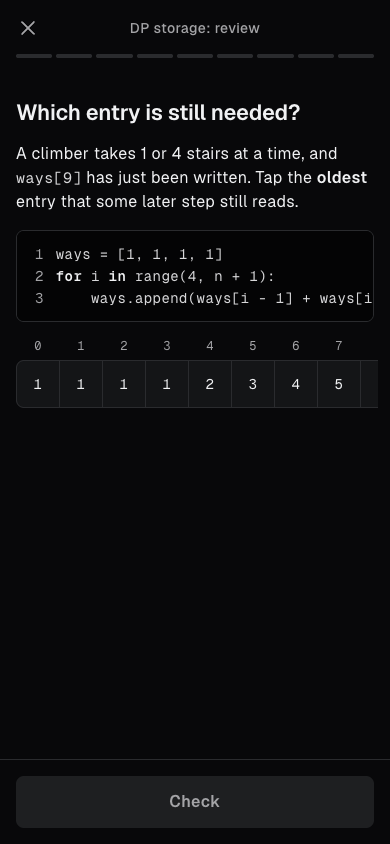 DP storage: review
Which entry is still needed?
A climber takes 1 or 4 stairs at a time, and
ways[9] has just been written. Tap the oldest
entry that some later step still reads.
1 ways = [1, 1, 1, 1]
2 for i in range(4, n + 1):
3     ways.append(ways[i - 1] + ways[i
0 1 2 3 4 5 6 7
1 1 1 1 2 3 4 5
Check